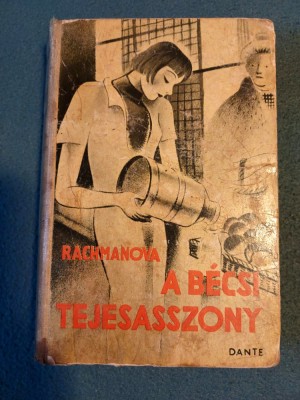 RACHMANOVA
A BÉCSI
TEJESASSZONY
DANTE